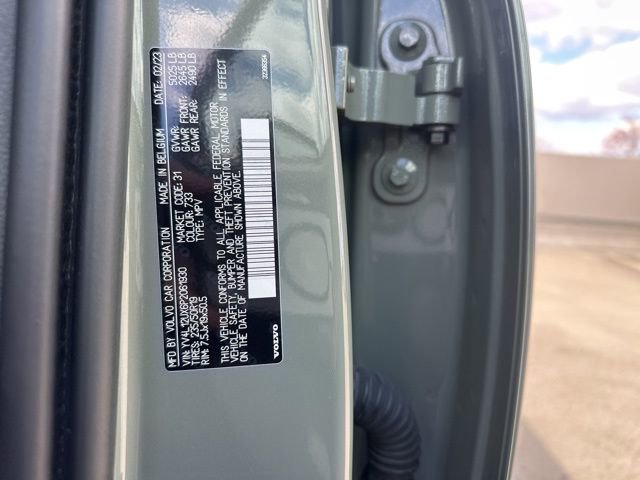 MFD BY VOLVO CAR CORPORATION MADE IN BELGIUM DATE: 02/23
VIN: YV4L12UX6P2061930 GVWR: 5025 LB
MARKET CODE: 31 GAWR FRONT: 2645 LB
TIRES: 235/50R19 COLOUR: 733 GAWR REAR: 2490 LB
RIM: 7.5Jx19x50.5 TYPE: MPV
THIS VEHICLE CONFORMS TO ALL APPLICABLE FEDERAL MOTOR
VEHICLE SAFETY, BUMPER AND THEFT PREVENTION STANDARDS IN EFFECT
ON THE DATE OF MANUFACTURE SHOWN ABOVE.
VOLVO